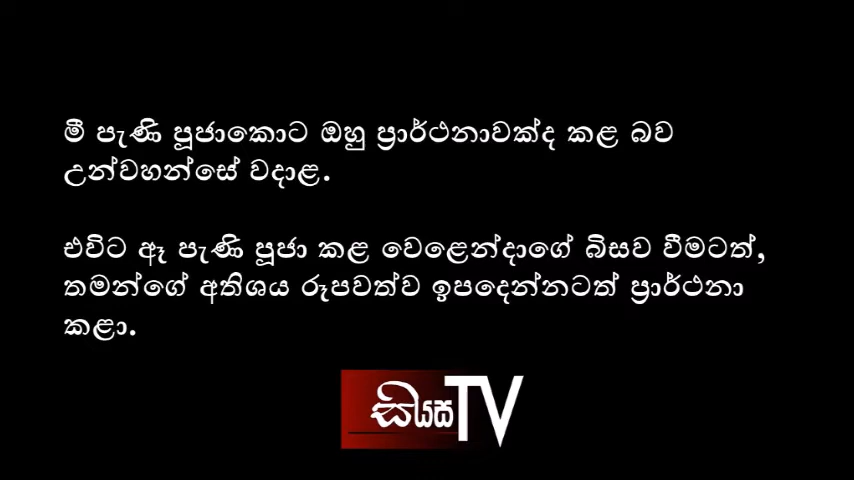 මී පැණි පූජාකොට ඔහු ප්‍රාර්ථනාවක්ද කළ බව
උන්වහන්සේ වදාළ.
එවිට ඈ පැණි පූජා කළ වෙළෙන්දාගේ බිසව වීමටත්,
තමන්ගේ අතිශය රූපවත්ව ඉපදෙන්නටත් ප්‍රාර්ථනා
කළා.
සියස TV